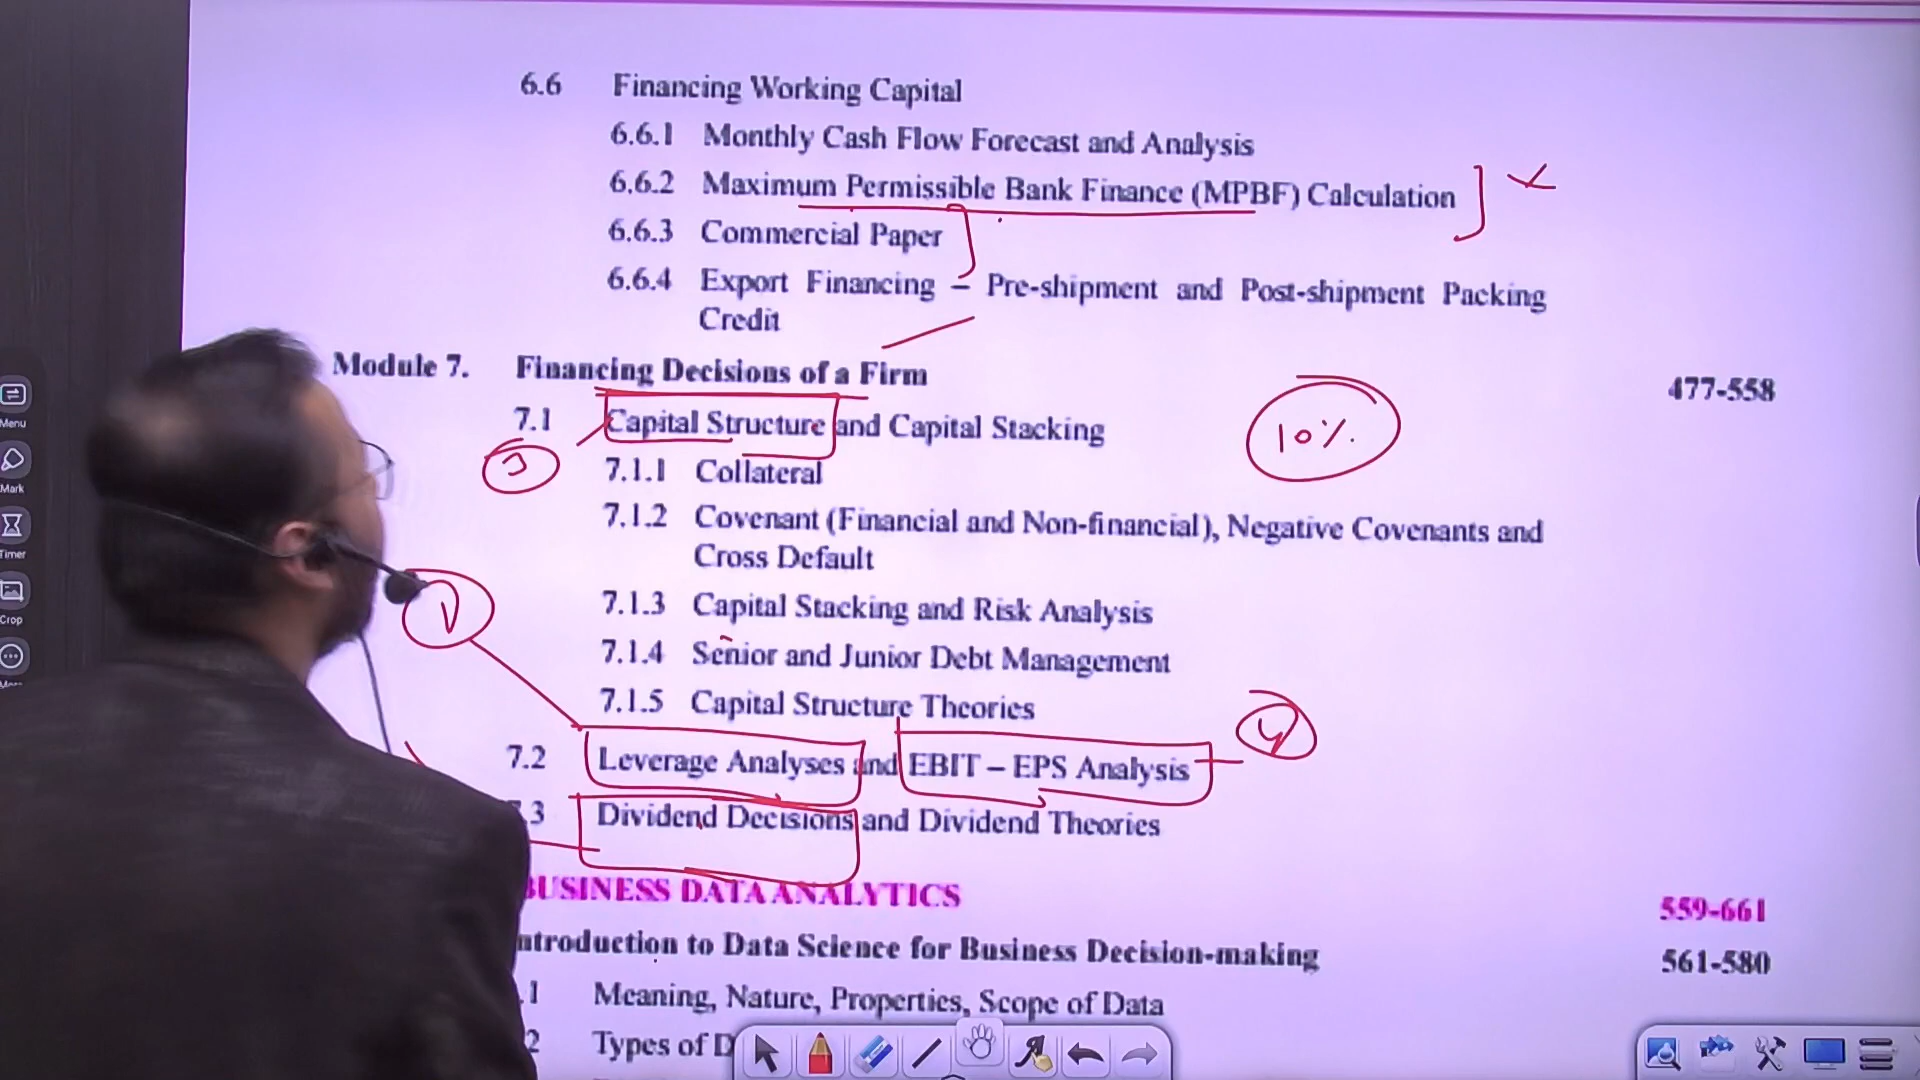 6.6 Financing Working Capital
6.6.1 Monthly Cash Flow Forecast and Analysis
6.6.2 Maximum Permissible Bank Finance (MPBF) Calculation
6.6.3 Commercial Paper
6.6.4 Export Financing – Pre-shipment and Post-shipment Packing
Credit
Module 7. Financing Decisions of a Firm 477-558
7.1 Capital Structure and Capital Stacking
10%
7.1.1 Collateral
7.1.2 Covenant (Financial and Non-financial), Negative Covenants and
Cross Default
7.1.3 Capital Stacking and Risk Analysis
7.1.4 Senior and Junior Debt Management
7.1.5 Capital Structure Theories
7.2 Leverage Analyses and EBIT – EPS Analysis
.3 Dividend Decisions and Dividend Theories
BUSINESS DATA ANALYTICS 559-661
ntroduction to Data Science for Business Decision-making 561-580
.1 Meaning, Nature, Properties, Scope of Data
2 Types of D
Menu
Mark
Timer
Crop